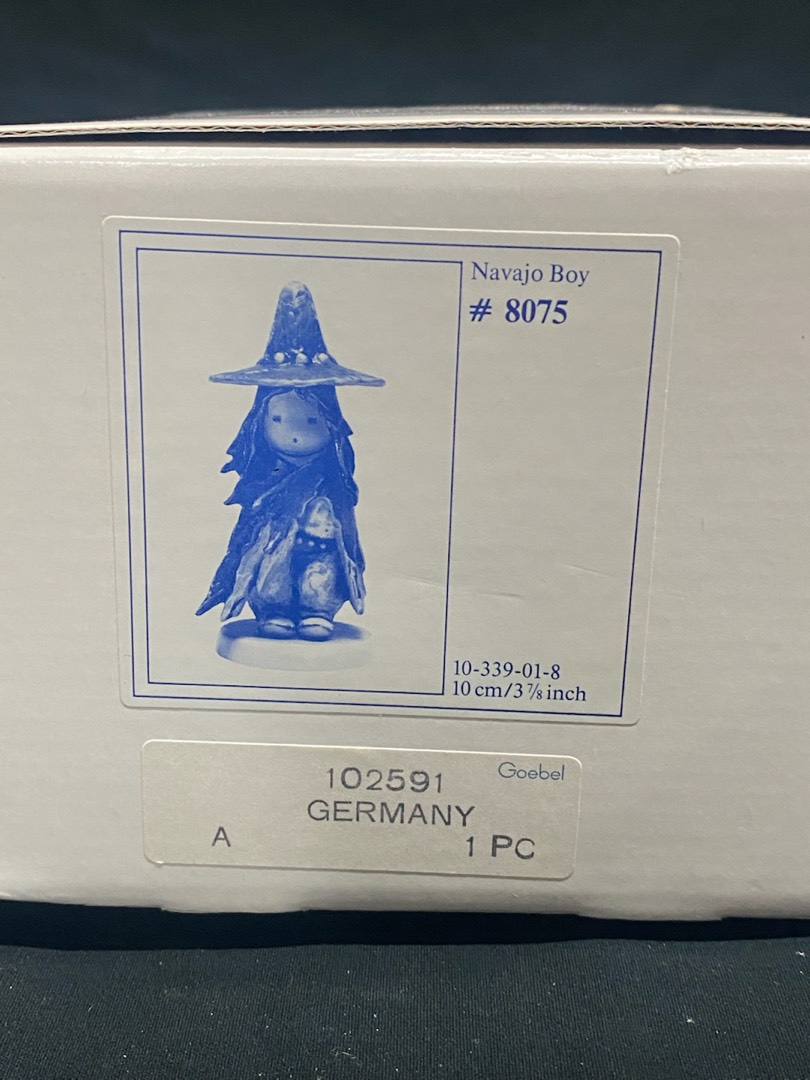 Navajo Boy
# 8075
10-339-01-8
10 cm/3 ⅞ inch
Goebel
102591
GERMANY
A 1 PC